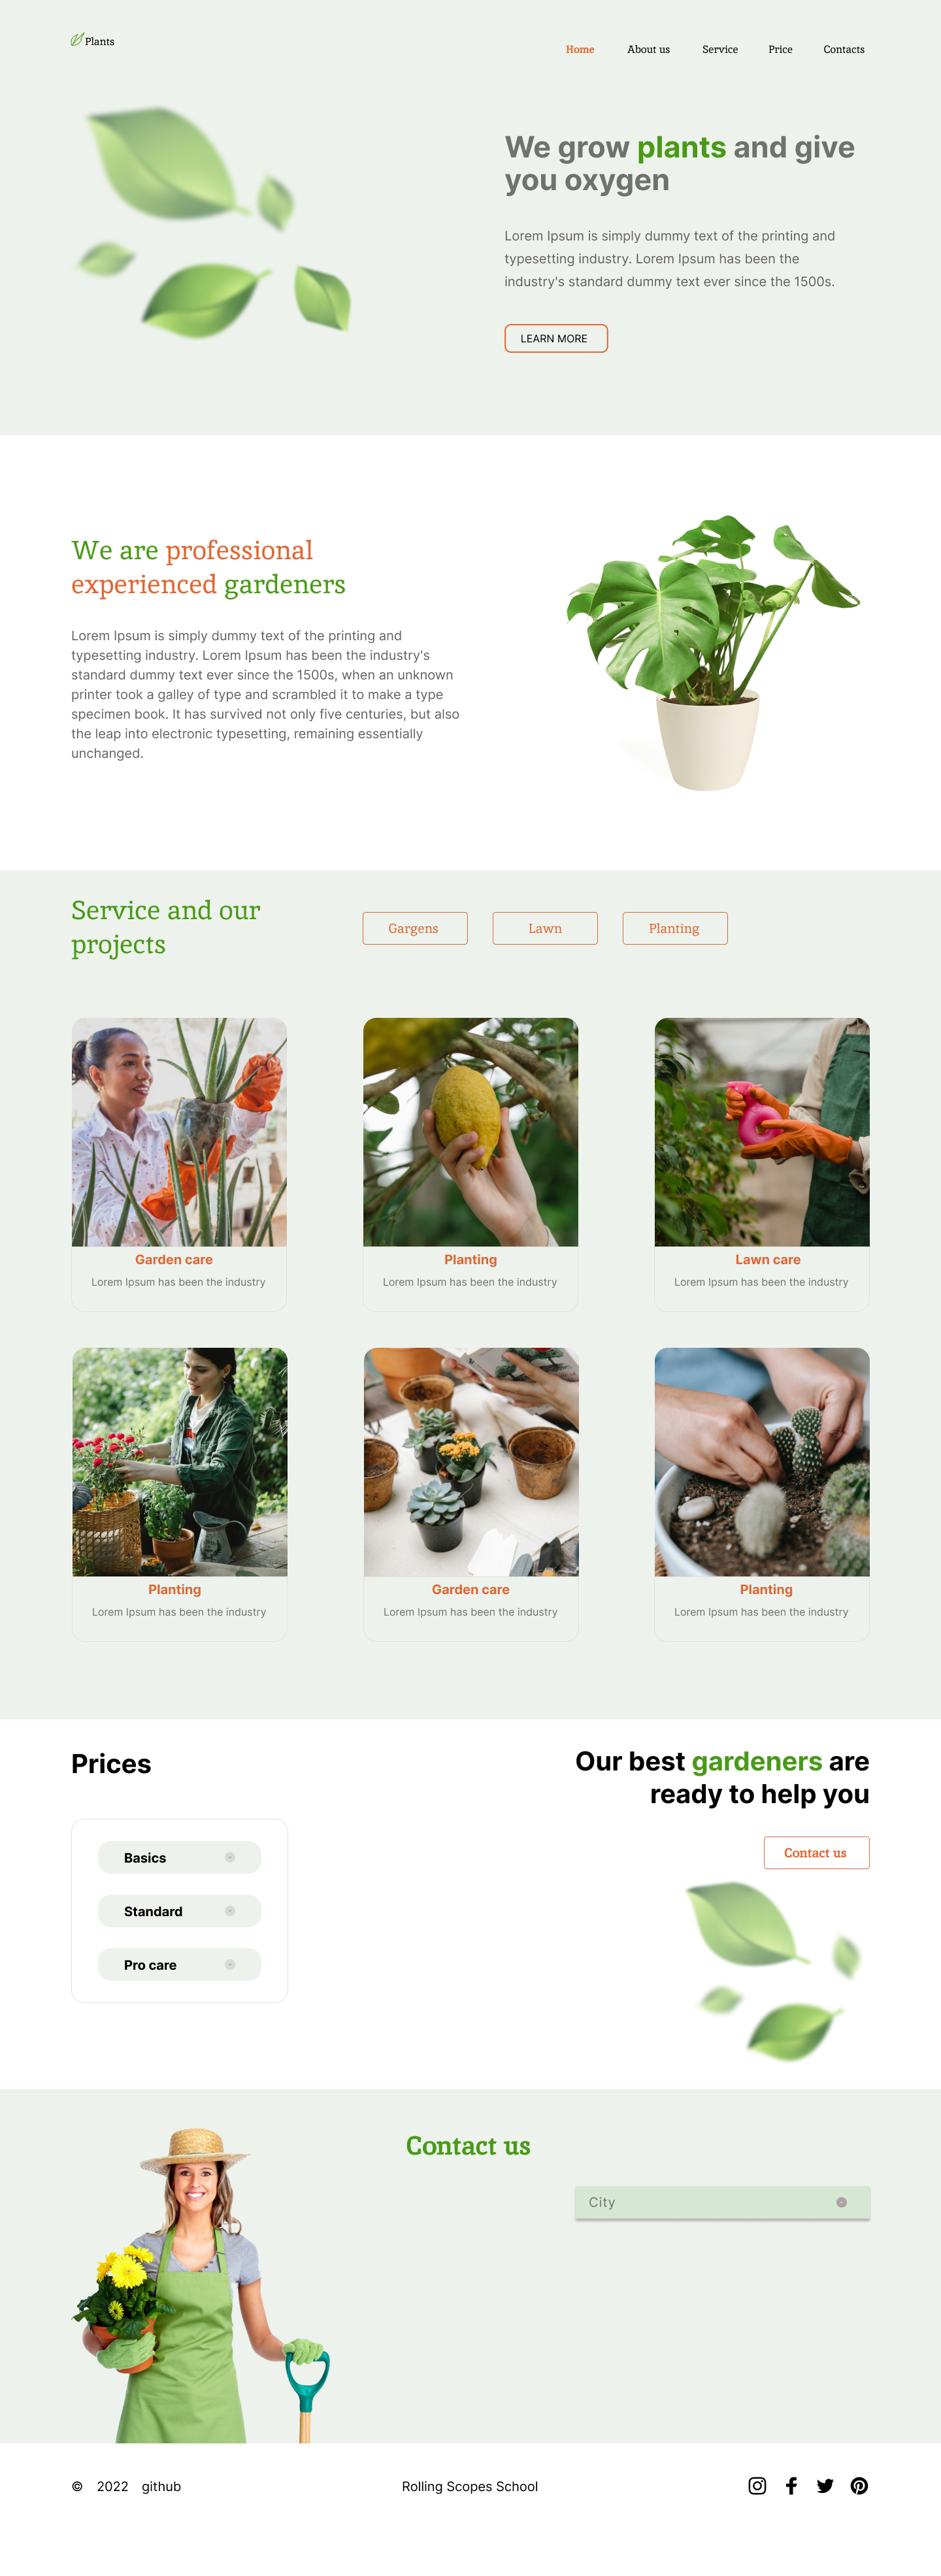 Plants
Home About us Service Price Contacts
We grow plants and give
you oxygen
Lorem Ipsum is simply dummy text of the printing and
typesetting industry. Lorem Ipsum has been the
industry's standard dummy text ever since the 1500s.
LEARN MORE
We are professional
experienced gardeners
Lorem Ipsum is simply dummy text of the printing and
typesetting industry. Lorem Ipsum has been the industry's
standard dummy text ever since the 1500s, when an unknown
printer took a galley of type and scrambled it to make a type
specimen book. It has survived not only five centuries, but also
the leap into electronic typesetting, remaining essentially
unchanged.
Service and our
projects
Gargens Lawn Planting
Garden care
Lorem Ipsum has been the industry
Planting
Lorem Ipsum has been the industry
Lawn care
Lorem Ipsum has been the industry
Planting
Lorem Ipsum has been the industry
Garden care
Lorem Ipsum has been the industry
Planting
Lorem Ipsum has been the industry
Prices
Basics
Standard
Pro care
Our best gardeners are
ready to help you
Contact us
Contact us
City
© 2022 github
Rolling Scopes School